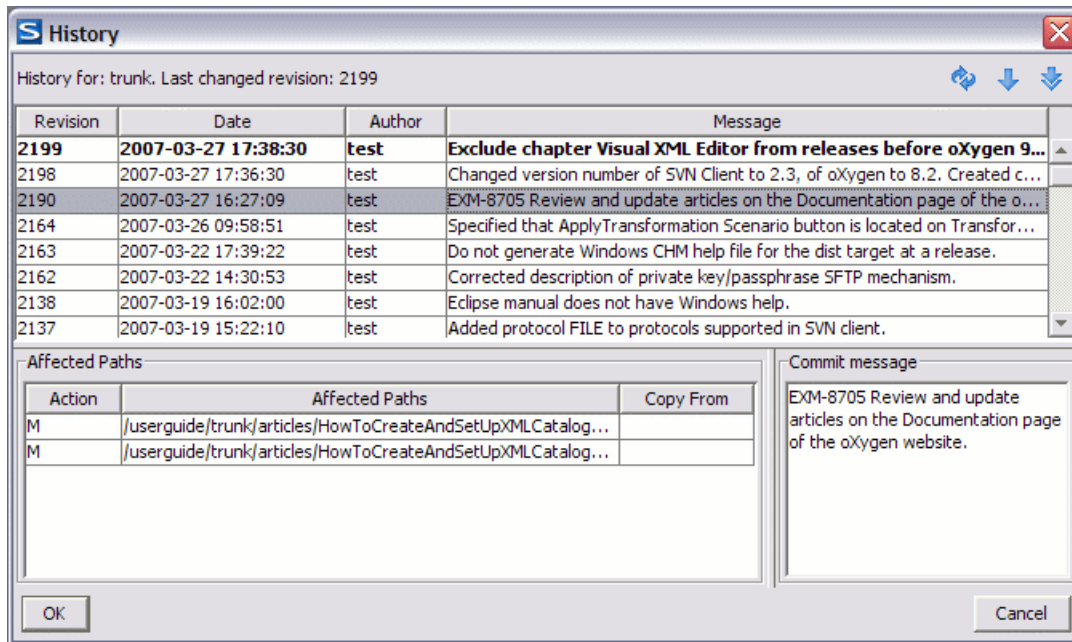 S History
History for: trunk. Last changed revision: 2199
Revision Date Author Message
2199 2007-03-27 17:38:30 test Exclude chapter Visual XML Editor from releases before oXygen 9...
2198 2007-03-27 17:36:30 test Changed version number of SVN Client to 2.3, of oXygen to 8.2. Created c...
2190 2007-03-27 16:27:09 test EXM-8705 Review and update articles on the Documentation page of the o...
2164 2007-03-26 09:58:51 test Specified that ApplyTransformation Scenario button is located on Transfor...
2163 2007-03-22 17:39:22 test Do not generate Windows CHM help file for the dist target at a release.
2162 2007-03-22 14:30:53 test Corrected description of private key/passphrase SFTP mechanism.
2138 2007-03-19 16:02:00 test Eclipse manual does not have Windows help.
2137 2007-03-19 15:22:10 test Added protocol FILE to protocols supported in SVN client.
Affected Paths
Action Affected Paths Copy From
M /userguide/trunk/articles/HowToCreateAndSetUpXMLCatalog...
M /userguide/trunk/articles/HowToCreateAndSetUpXMLCatalog...
Commit message
EXM-8705 Review and update
articles on the Documentation page
of the oXygen website.
OK Cancel